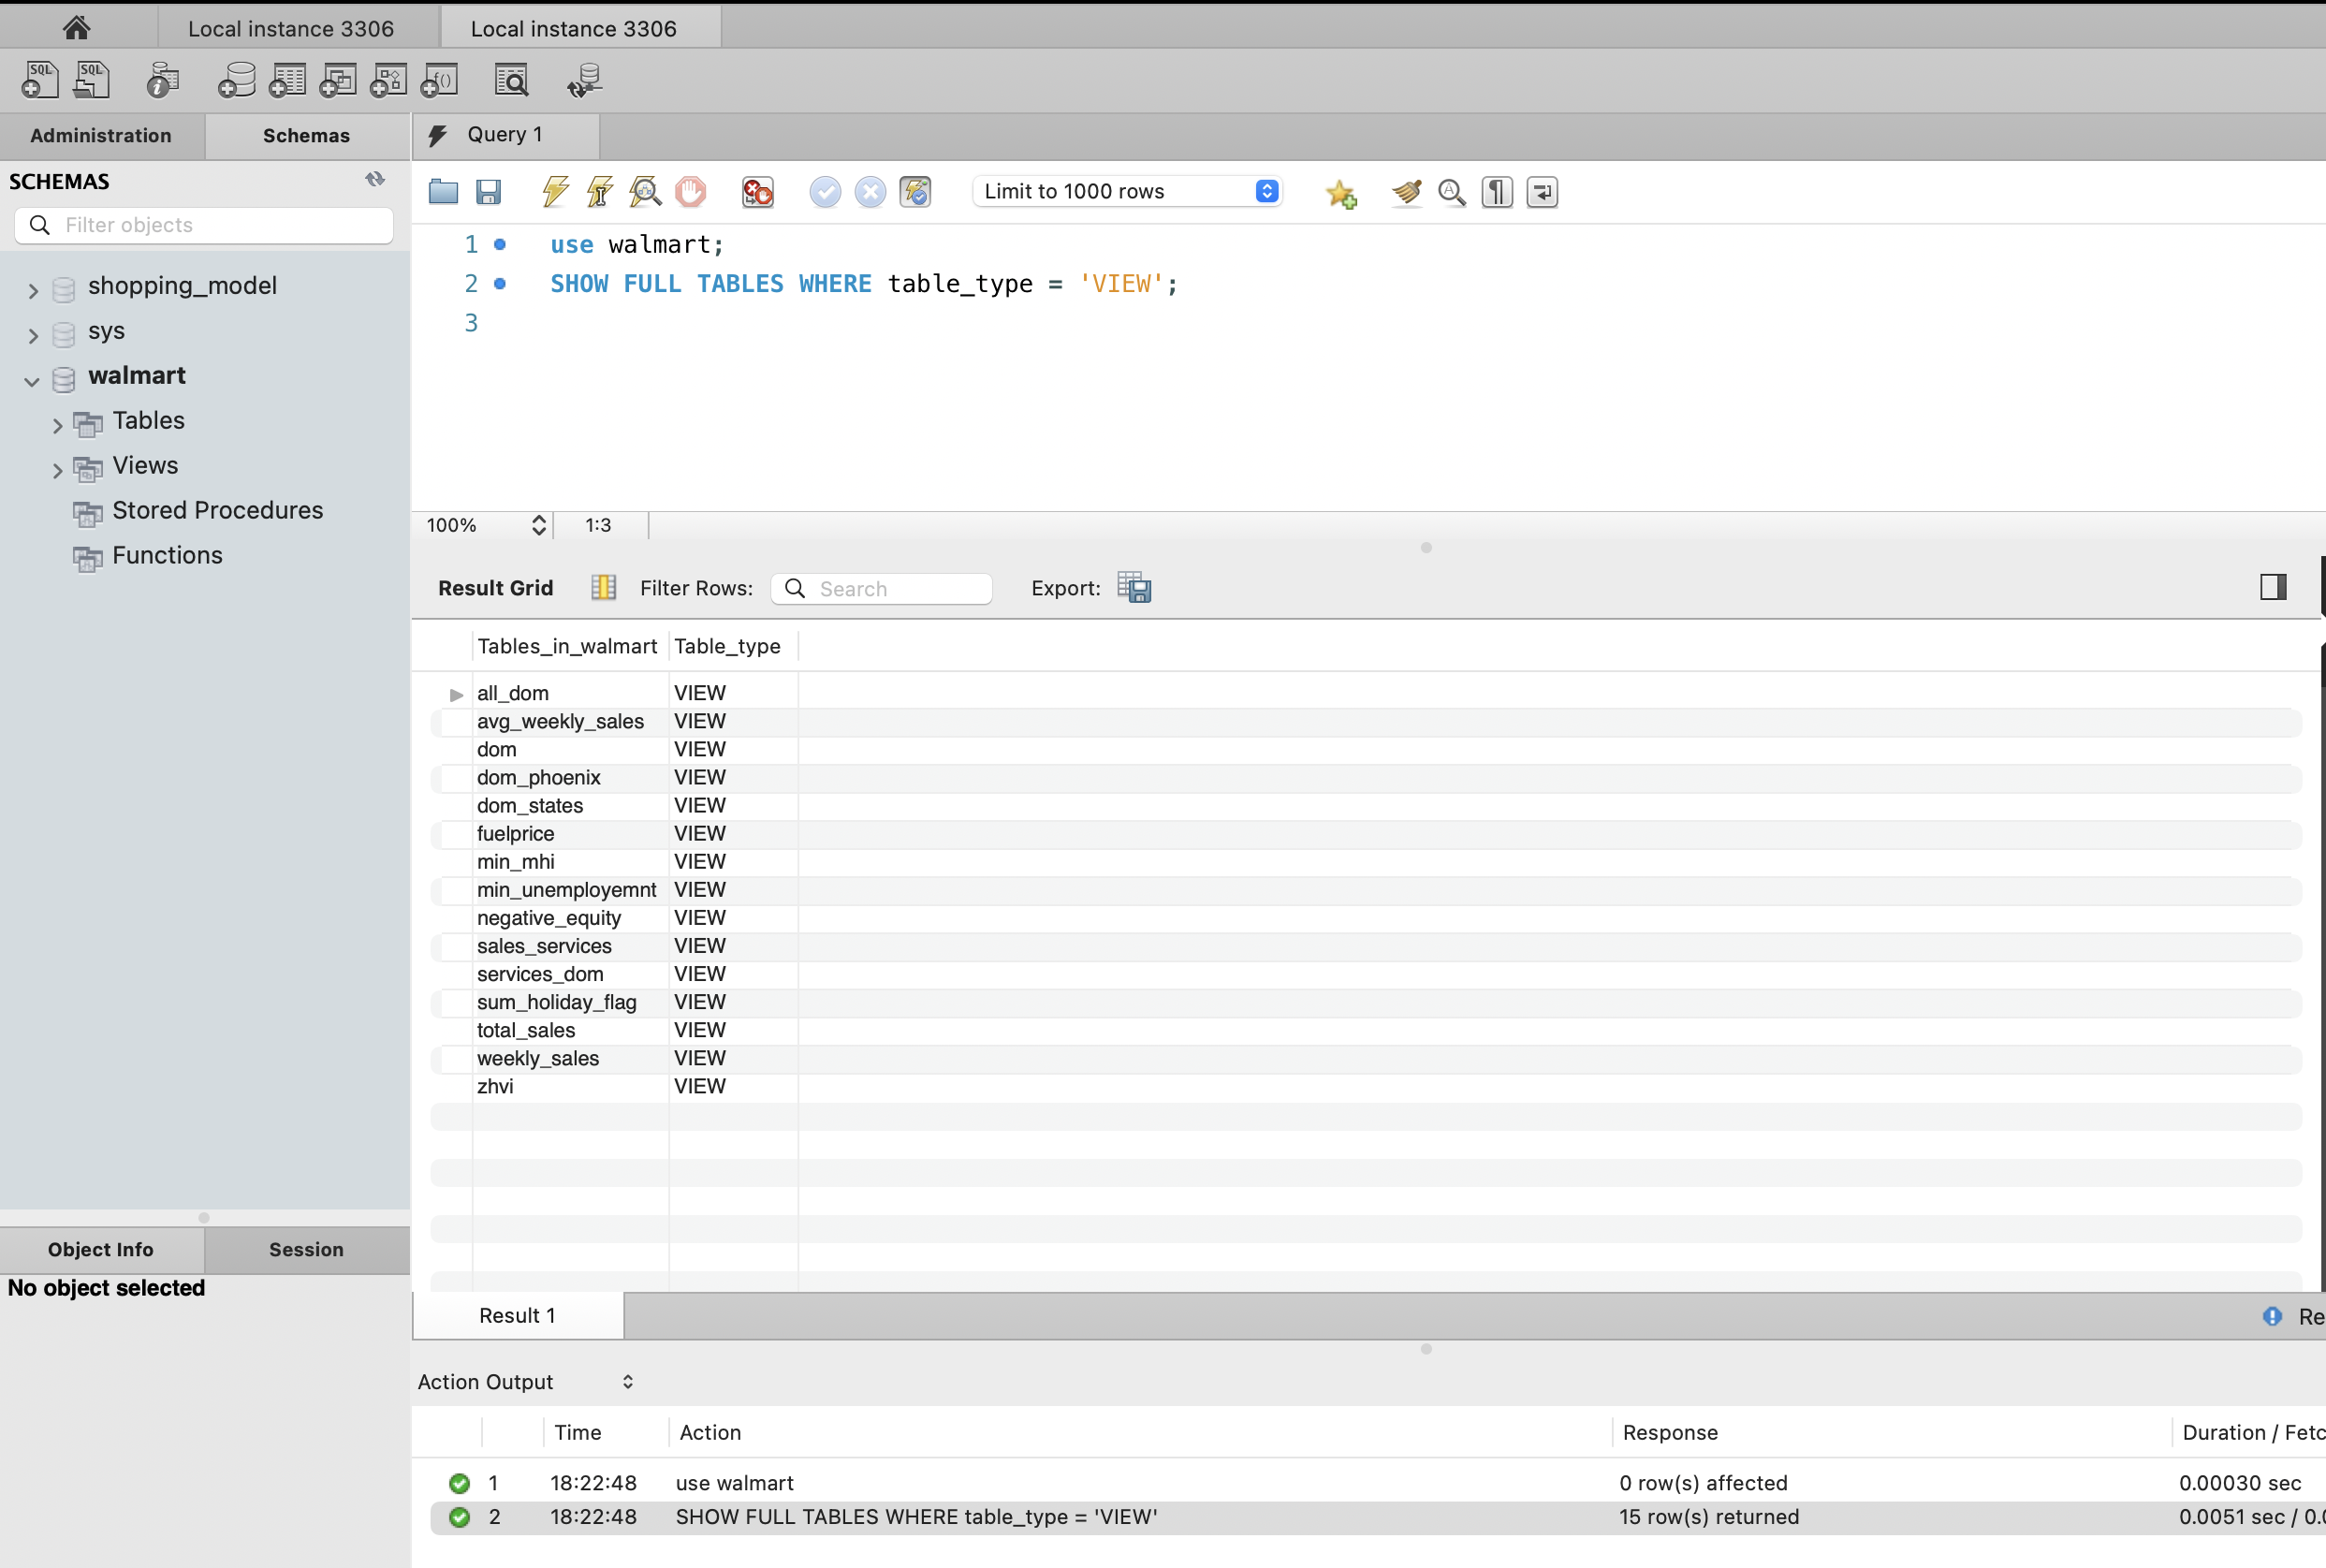 Local instance 3306
Local instance 3306
SQL
SQL
Administration
Schemas
Query 1
SCHEMAS
Filter objects
Limit to 1000 rows
1 use walmart;
2 SHOW FULL TABLES WHERE table_type = 'VIEW';
3
shopping_model
sys
walmart
Tables
Views
Stored Procedures
Functions
100% 1:3
Result Grid Filter Rows: Search Export:
Tables_in_walmart Table_type
all_dom VIEW
avg_weekly_sales VIEW
dom VIEW
dom_phoenix VIEW
dom_states VIEW
fuelprice VIEW
min_mhi VIEW
min_unemployemnt VIEW
negative_equity VIEW
sales_services VIEW
services_dom VIEW
sum_holiday_flag VIEW
total_sales VIEW
weekly_sales VIEW
zhvi VIEW
Object Info
Session
No object selected
Result 1
Re
Action Output
Time Action Response Duration / Fetc
1 18:22:48 use walmart 0 row(s) affected 0.00030 sec
2 18:22:48 SHOW FULL TABLES WHERE table_type = 'VIEW' 15 row(s) returned 0.0051 sec / 0.0